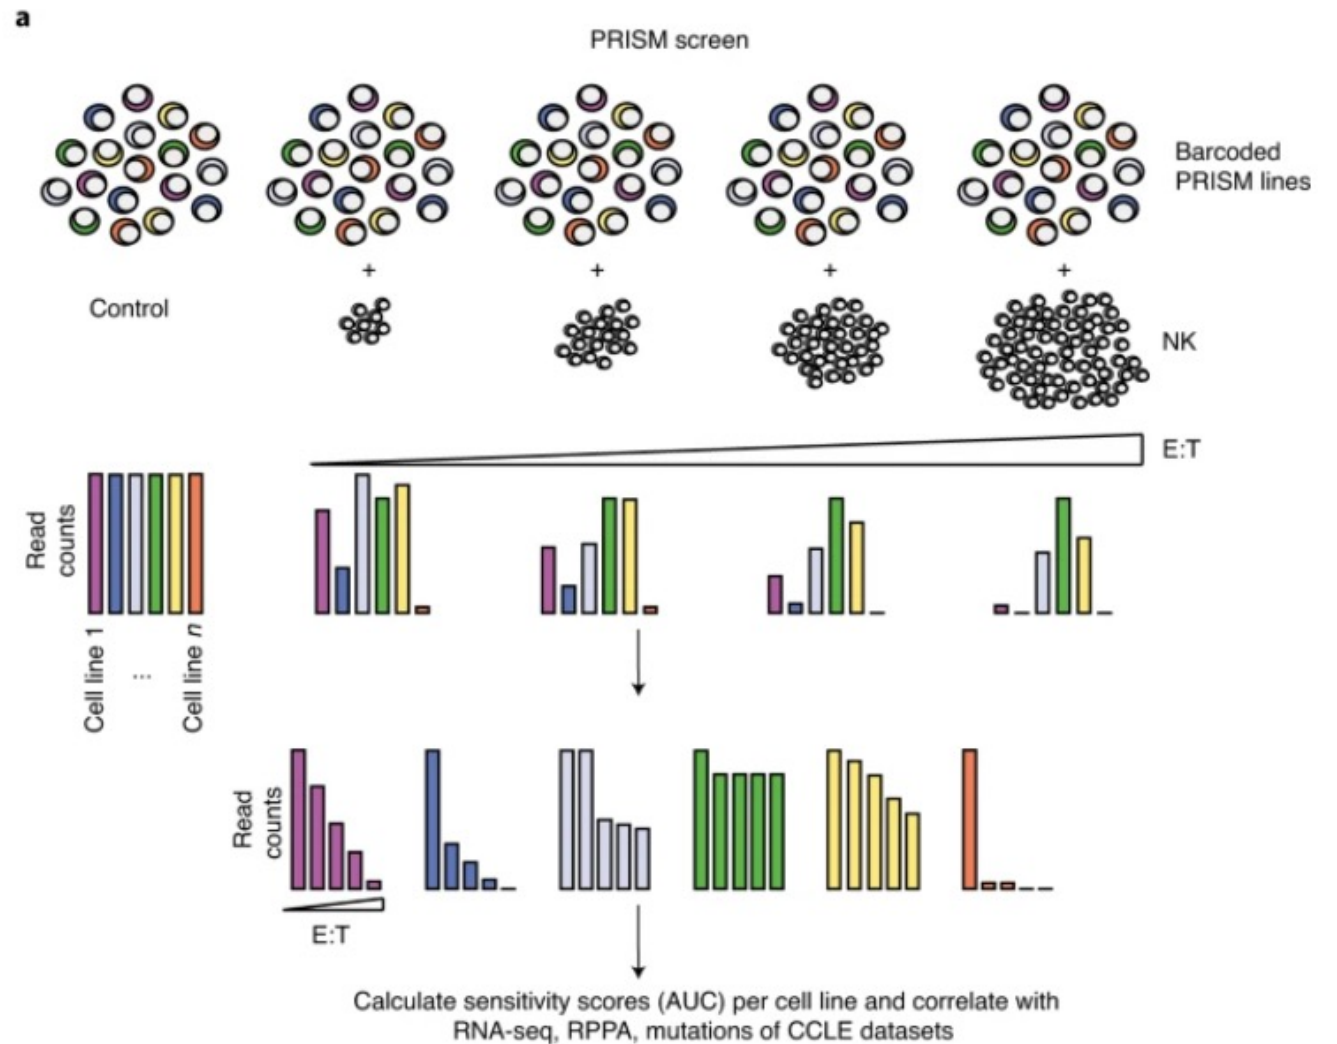 a
PRISM screen
Barcoded
PRISM lines
+
+
+
+
Control
NK
E:T
Read
counts
Cell line 1
...
Cell line n
Read
counts
E:T
Calculate sensitivity scores (AUC) per cell line and correlate with
RNA-seq, RPPA, mutations of CCLE datasets